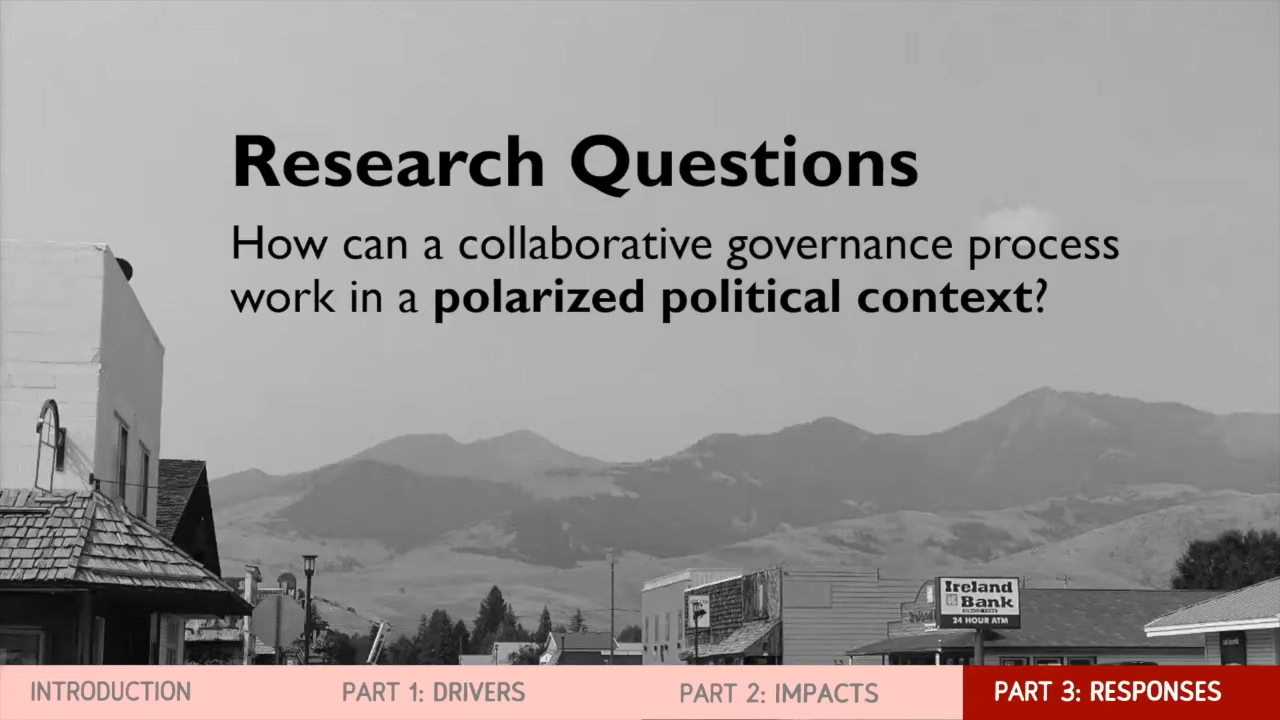 Research Questions
How can a collaborative governance process
work in a polarized political context?
Ireland
Bank
24 HOUR ATM
INTRODUCTION
PART 1: DRIVERS
PART 2: IMPACTS
PART 3: RESPONSES